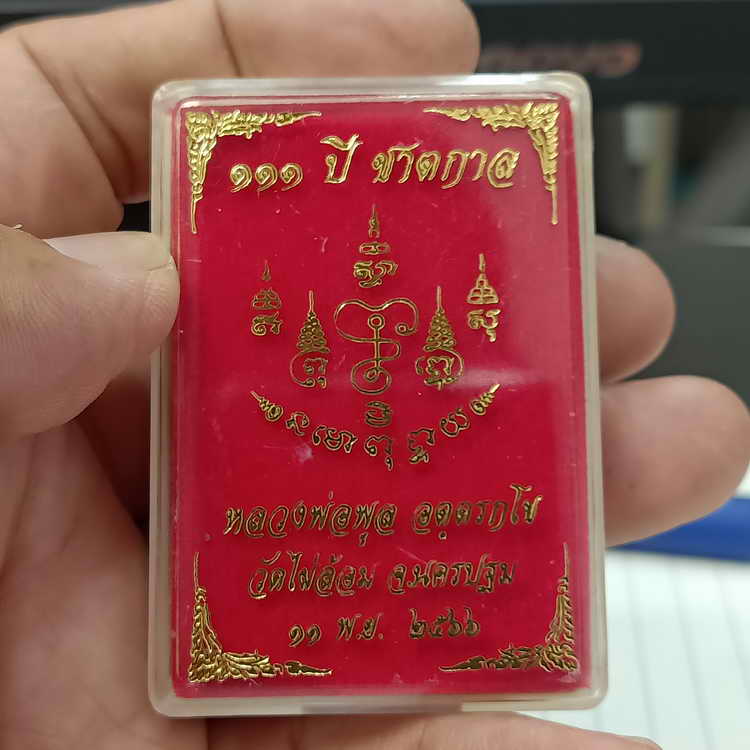 ๑๑๑ ปี ชาตกาล
หลวงพ่อพูล อตฺตรกฺโข
วัดไผ่ล้อม จ.นครปฐม
๑๑ พ.ย. ๒๕๖๖